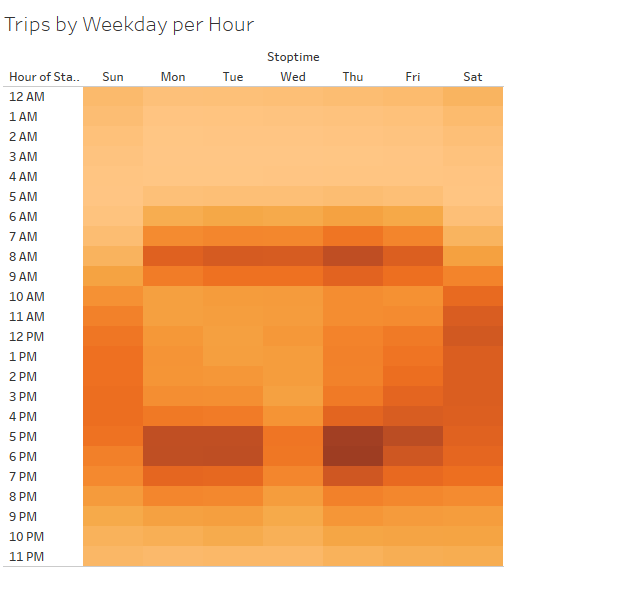 Trips by Weekday per Hour
Stoptime
Hour of Sta.. Sun Mon Tue Wed Thu Fri Sat
12 AM
1 AM
2 AM
3 AM
4 AM
5 AM
6 AM
7 AM
8 AM
9 AM
10 AM
11 AM
12 PM
1 PM
2 PM
3 PM
4 PM
5 PM
6 PM
7 PM
8 PM
9 PM
10 PM
11 PM